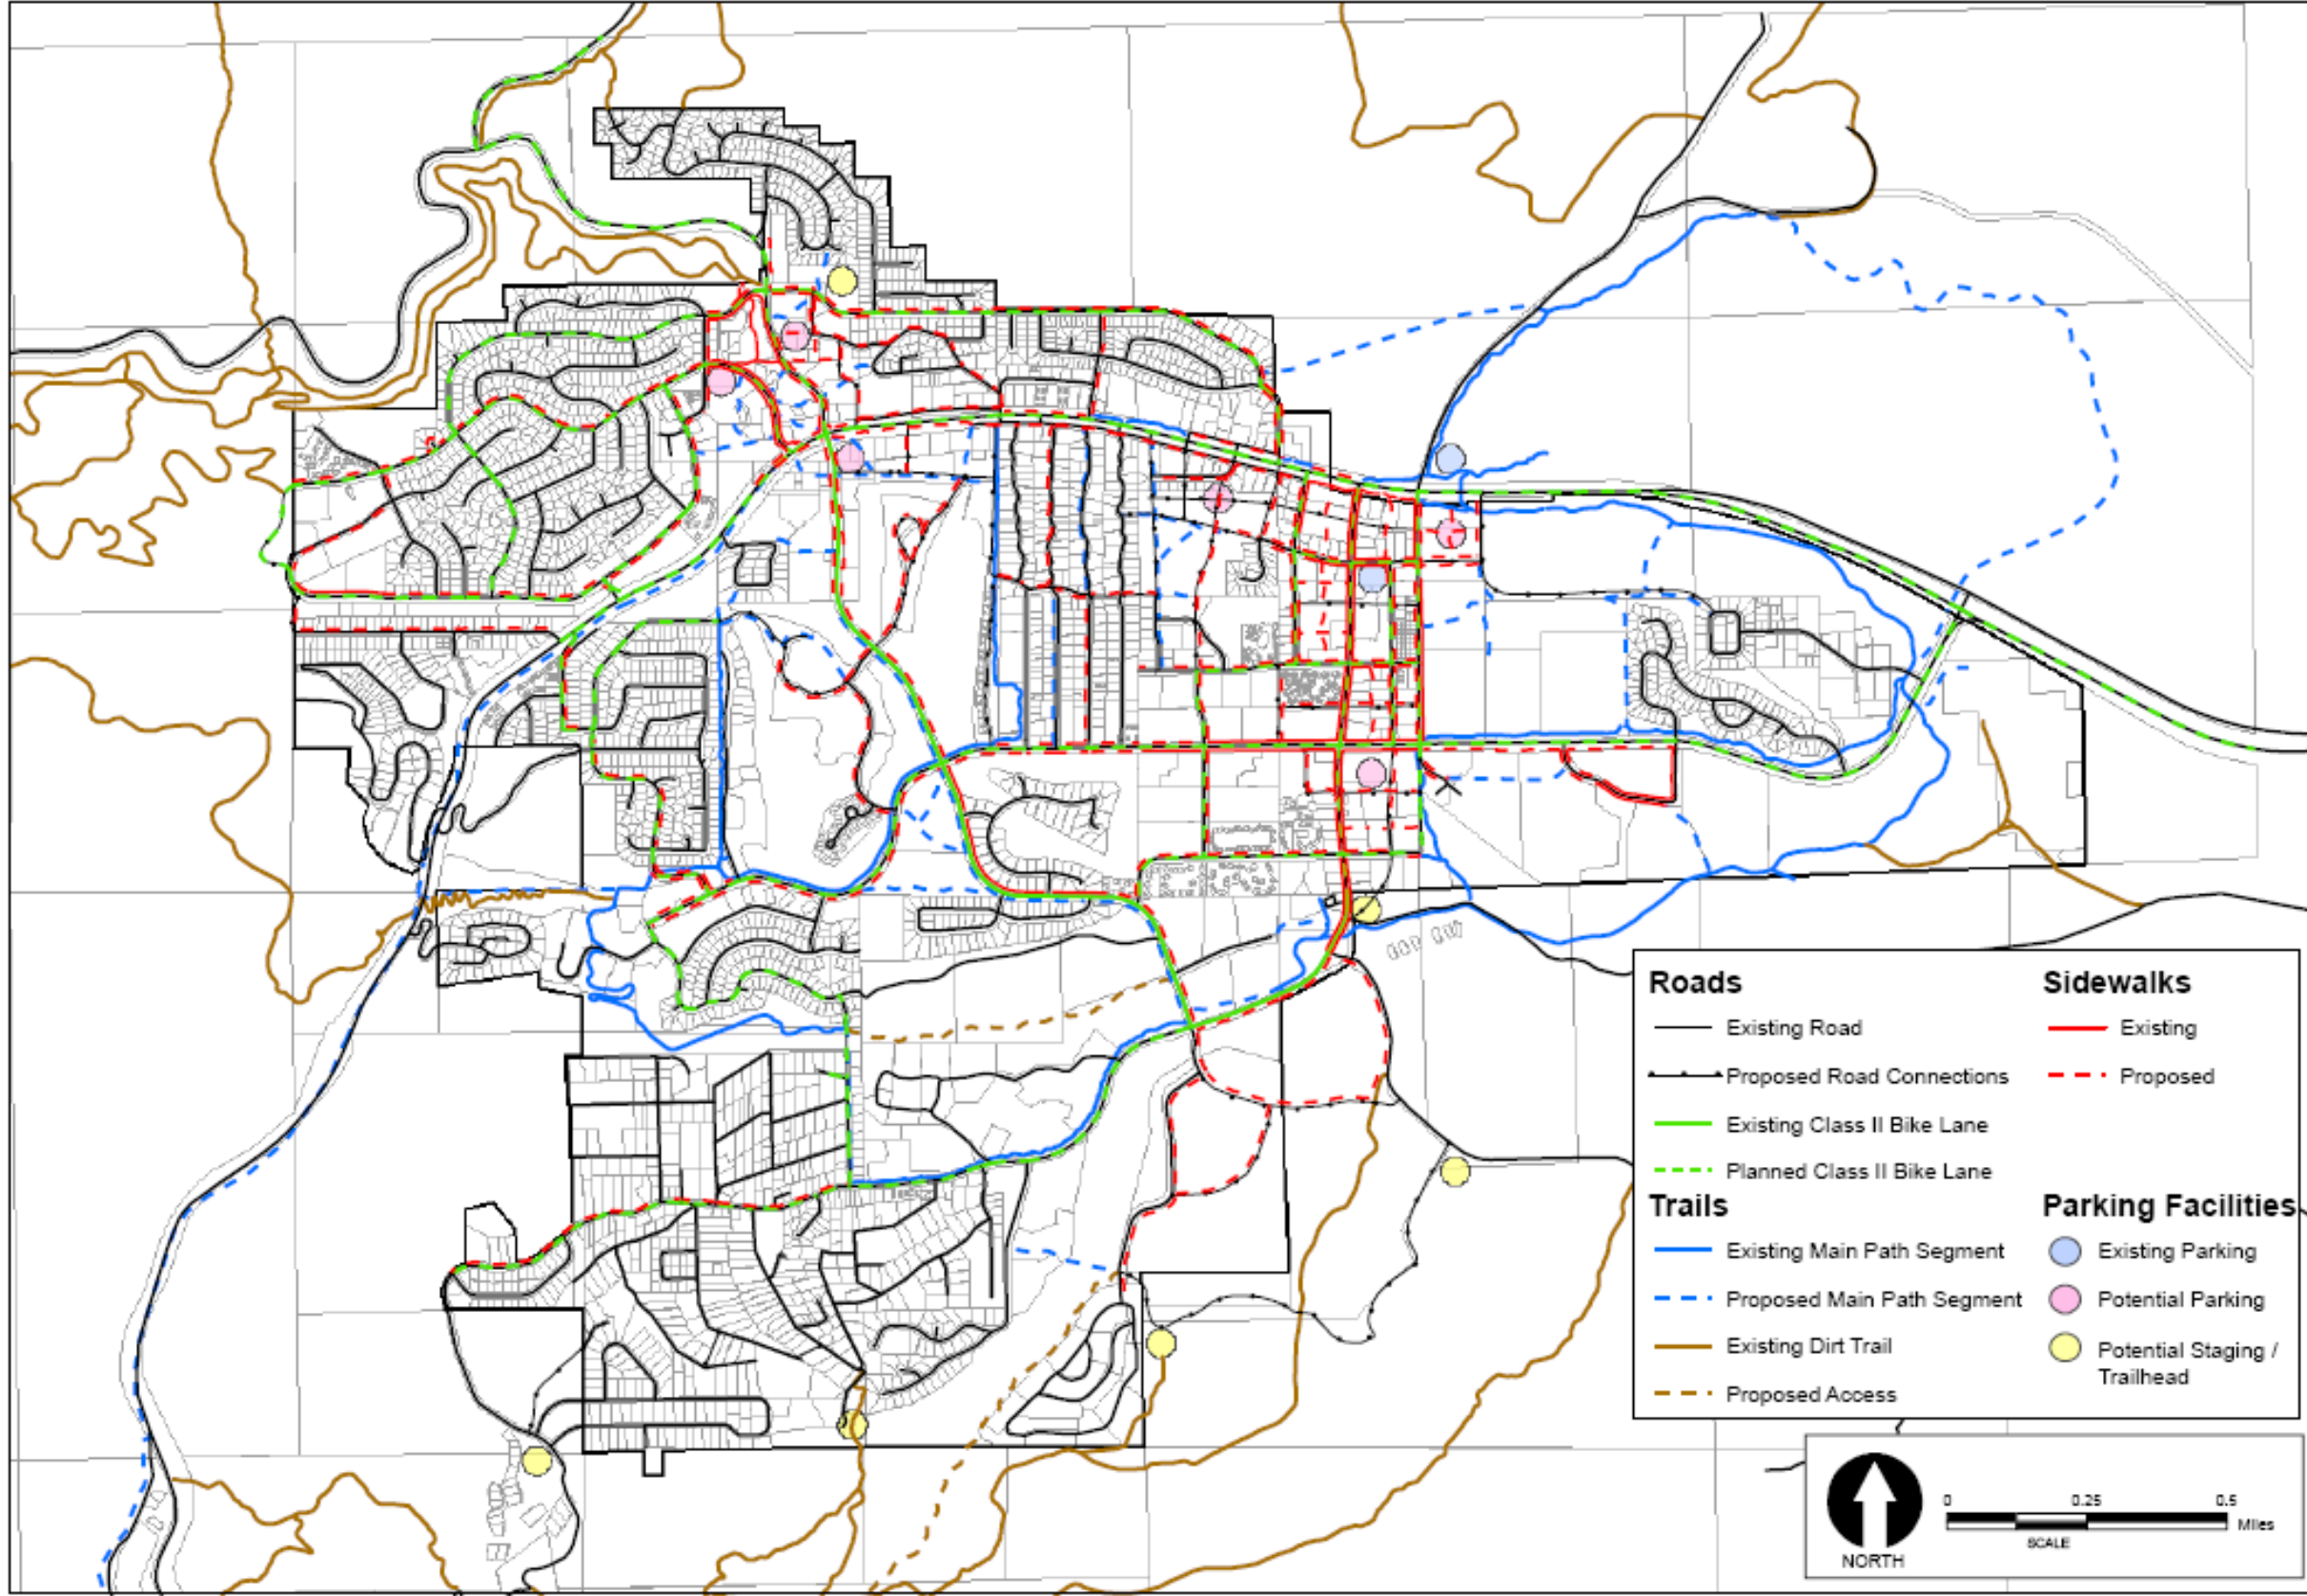 Roads
Existing Road
Proposed Road Connections
Existing Class II Bike Lane
Planned Class II Bike Lane
Trails
Existing Main Path Segment
Proposed Main Path Segment
Existing Dirt Trail
Proposed Access
Sidewalks
Existing
Proposed
Parking Facilities
Existing Parking
Potential Parking
Potential Staging /
Trailhead
NORTH
0 0.25 0.5
Miles
SCALE